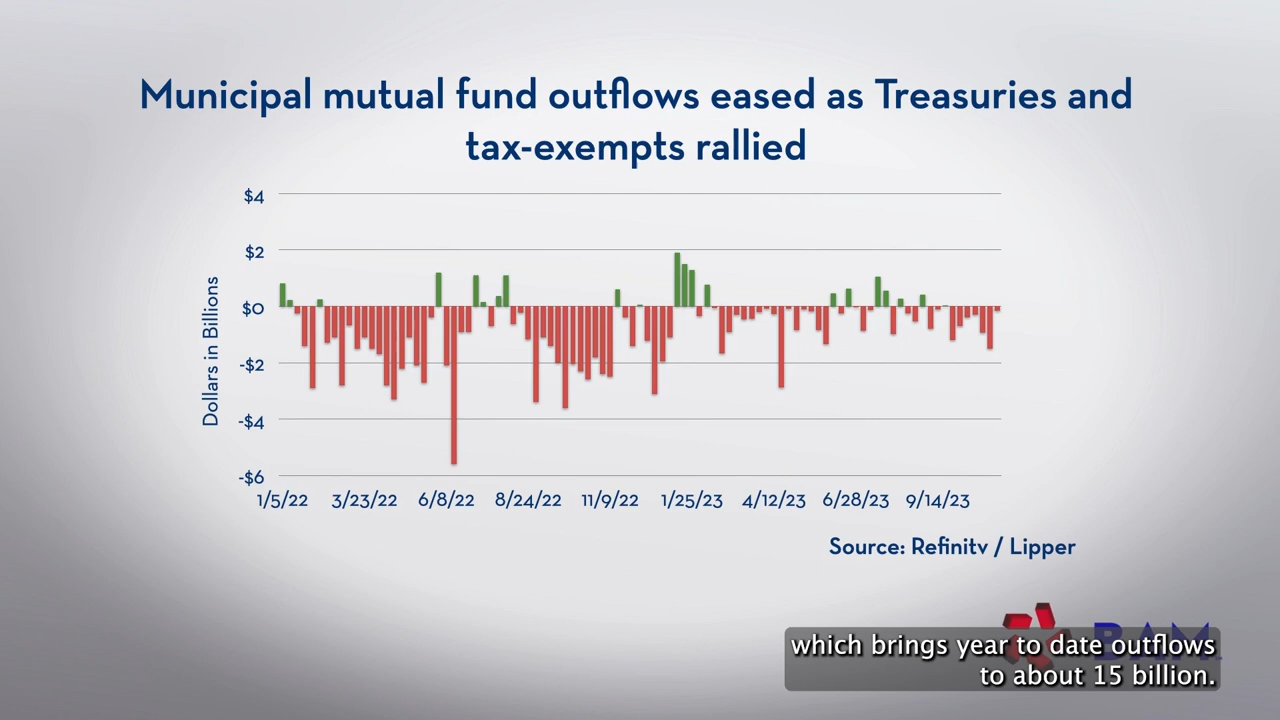 Municipal mutual fund outflows eased as Treasuries and
tax-exempts rallied
$4
$2
$0
-$2
-$4
-$6
Dollars in Billions
1/5/22 3/23/22 6/8/22 8/24/22 11/9/22 1/25/23 4/12/23 6/28/23 9/14/23
Source: Refinitv / Lipper
BAM
which brings year to date outflows
to about 15 billion.